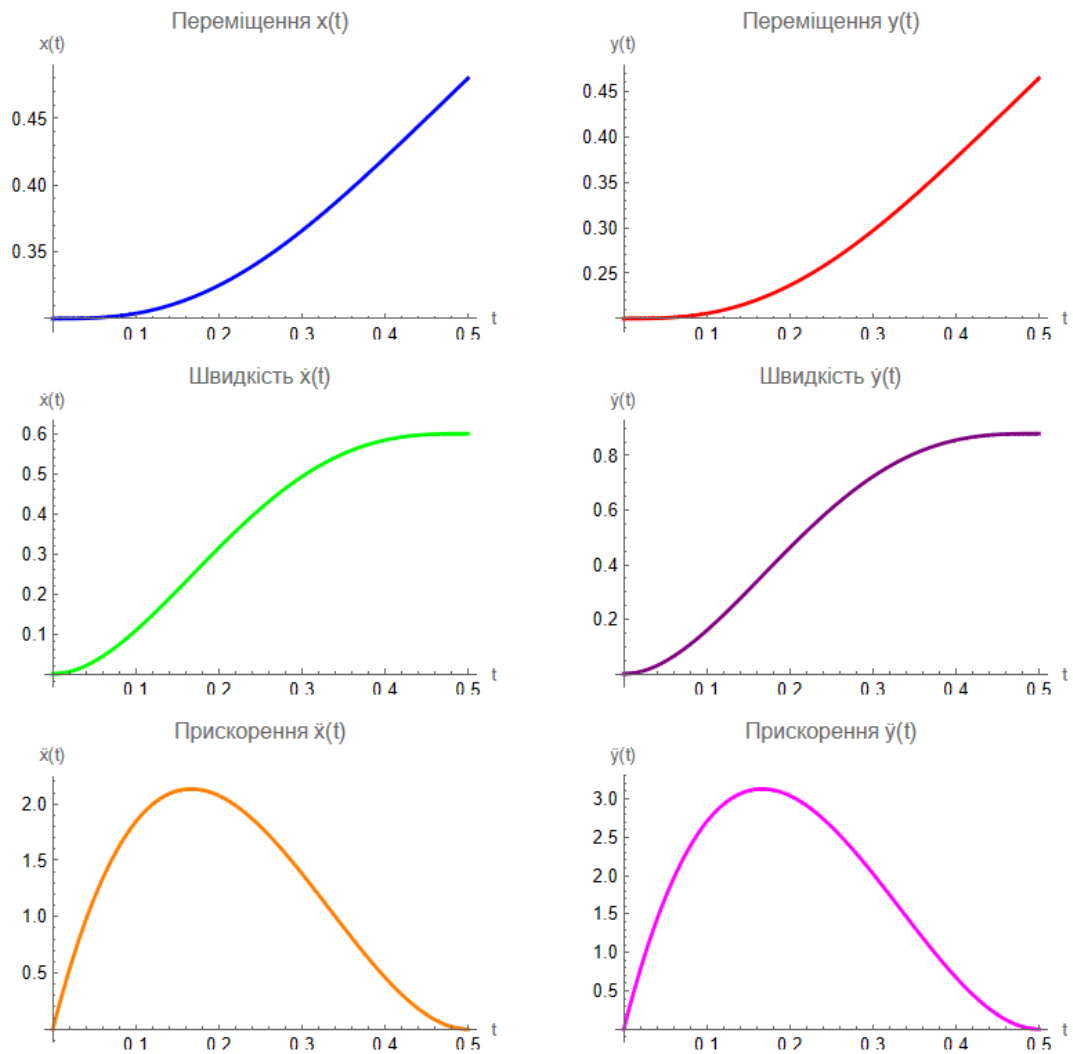 Переміщення x(t)
x(t)
0.45
0.40
0.35
0.1 0.2 0.3 0.4 0.5 t
Переміщення y(t)
y(t)
0.45
0.40
0.35
0.30
0.25
0.1 0.2 0.3 0.4 0.5 t
Швидкість ẋ(t)
ẋ(t)
0.6
0.5
0.4
0.3
0.2
0.1
0.1 0.2 0.3 0.4 0.5 t
Швидкість ẏ(t)
ẏ(t)
0.8
0.6
0.4
0.2
0.1 0.2 0.3 0.4 0.5 t
Прискорення ẍ(t)
ẍ(t)
2.0
1.5
1.0
0.5
0.1 0.2 0.3 0.4 0.5 t
Прискорення ÿ(t)
ÿ(t)
3.0
2.5
2.0
1.5
1.0
0.5
0.1 0.2 0.3 0.4 0.5 t